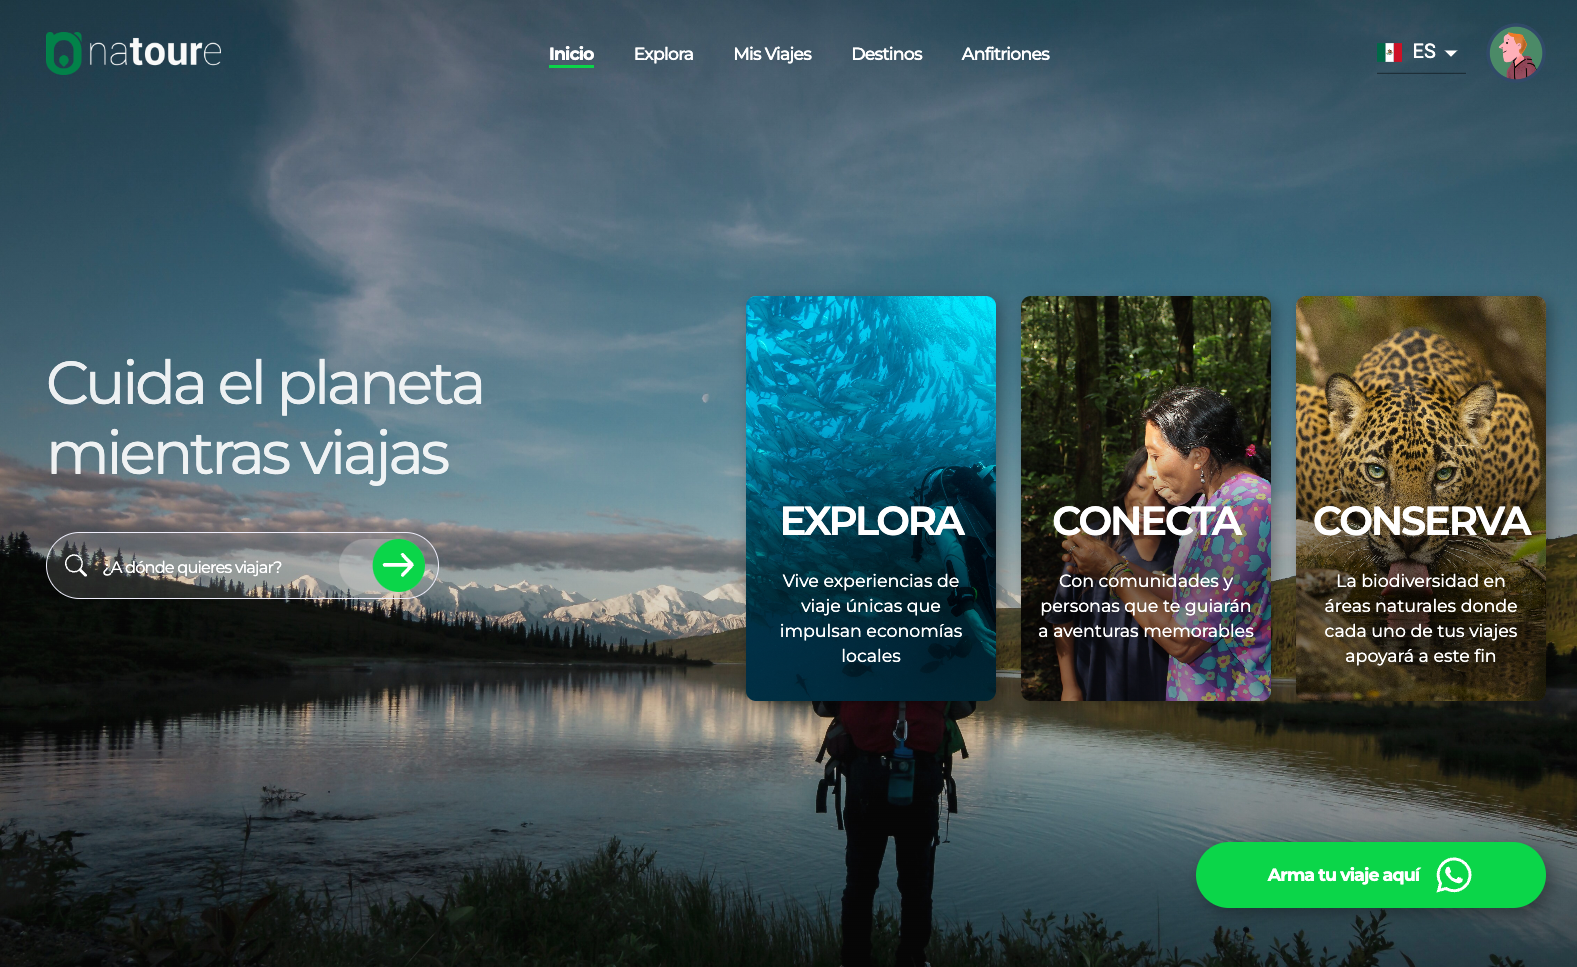 natoure
Inicio
Explora
Mis Viajes
Destinos
Anfitriones
ES
Cuida el planeta
mientras viajas
¿A dónde quieres viajar?
EXPLORA
Vive experiencias de
viaje únicas que
impulsan economías
locales
CONECTA
Con comunidades y
personas que te guiarán
a aventuras memorables
CONSERVA
La biodiversidad en
áreas naturales donde
cada uno de tus viajes
apoyará a este fin
Arma tu viaje aquí